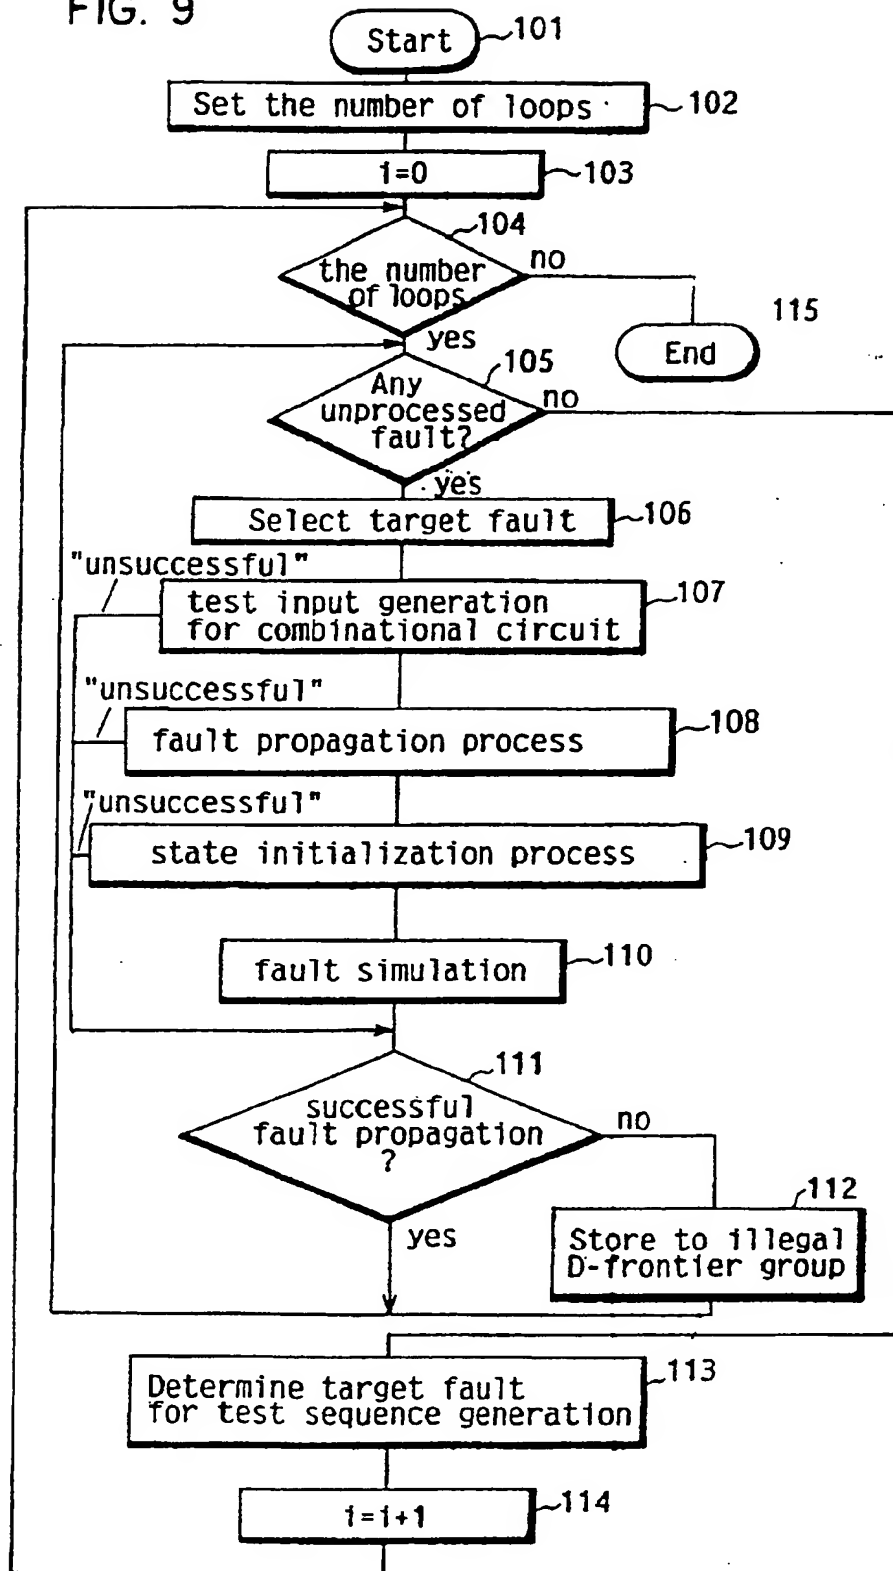 FIG. 9
Start
101
Set the number of loops
102
i=0
103
104
the number
of loops
no
115
End
yes
105
Any
unprocessed
fault?
no
yes
Select target fault
106
"unsuccessful"
test input generation
for combinational circuit
107
"unsuccessful"
fault propagation process
108
"unsuccessful"
state initialization process
109
fault simulation
110
111
successful
fault propagation
?
no
112
yes
Store to illegal
D-frontier group
Determine target fault
for test sequence generation
113
i=i+1
114